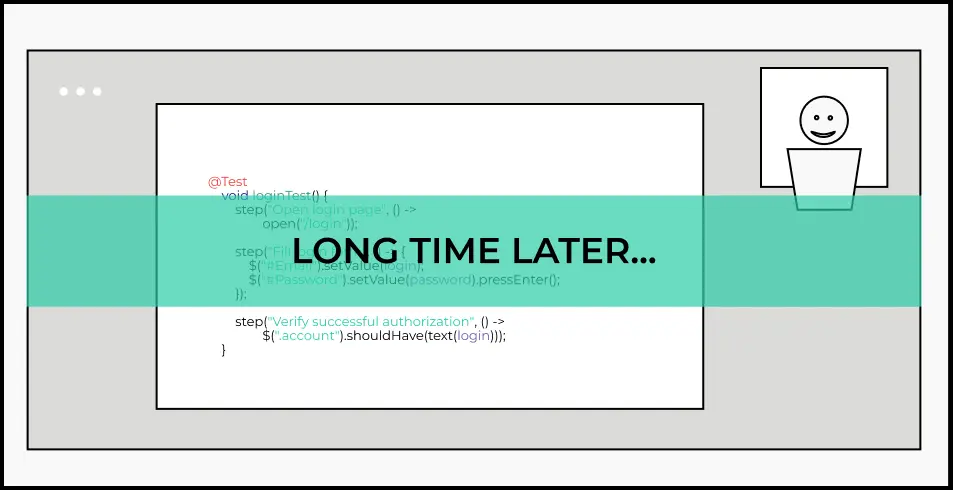 @Test
void loginTest() {
step("Open login page", () ->
open("/login"));
LONG TIME LATER...
step("Fill
$("#Email").setValue(login);
$("#Password").setValue(password).pressEnter();
});
step("Verify successful authorization", () ->
$(".account").shouldHave(text(login)));
}